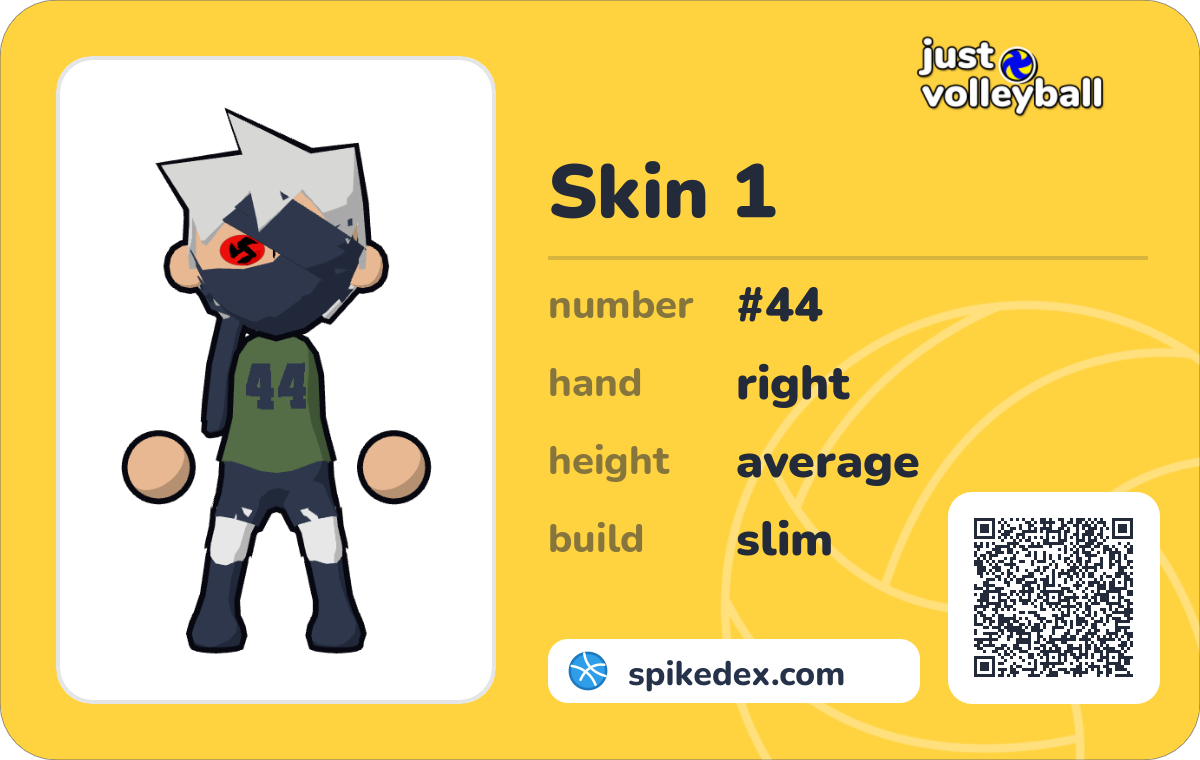 just
volleyball
Skin 1
number #44
hand right
height average
build slim
44
spikedex.com